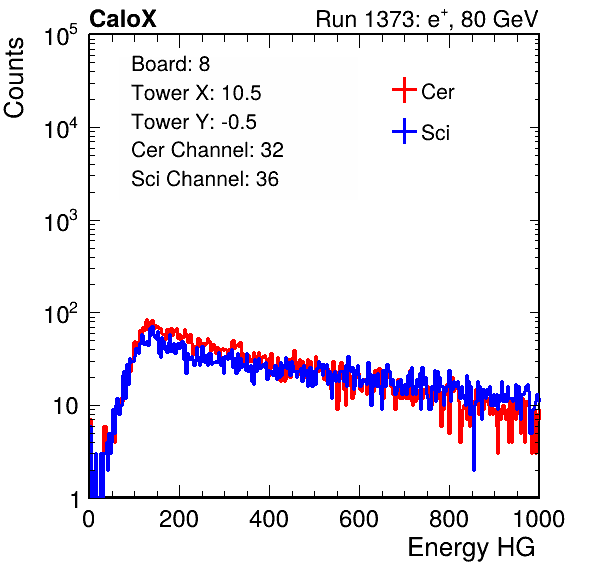 CaloX Run 1373: e⁺, 80 GeV
Board: 8
Tower X: 10.5
Tower Y: -0.5
Cer Channel: 32
Sci Channel: 36
Cer
Sci
Counts
10⁵
10⁴
10³
10²
10
1
0 200 400 600 800 1000
Energy HG